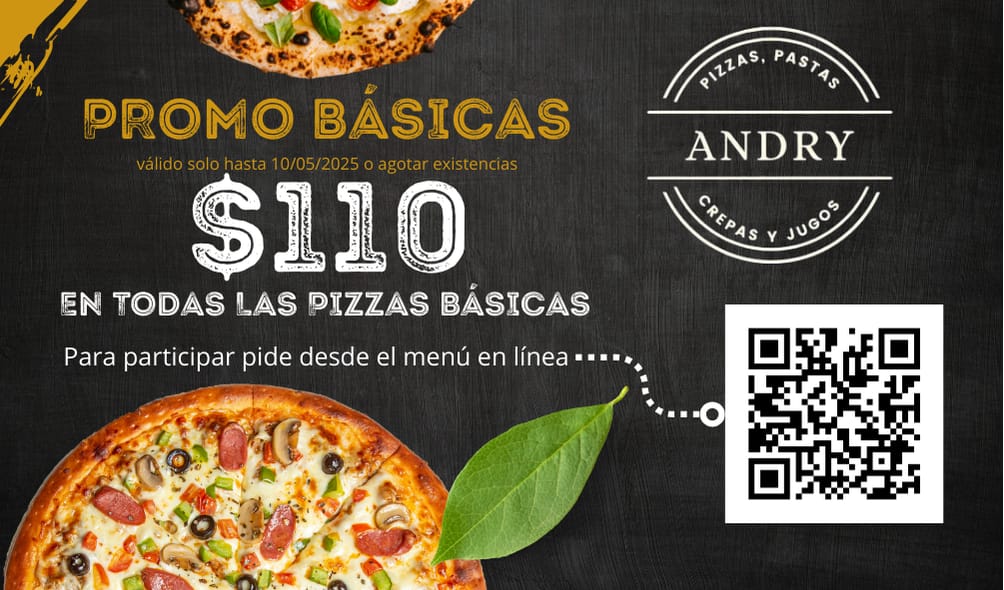 PROMO BÁSICAS
válido solo hasta 10/05/2025 o agotar existencias
$110
EN TODAS LAS PIZZAS BÁSICAS
Para participar pide desde el menú en línea
PIZZAS, PASTAS
ANDRY
CREPAS Y JUGOS